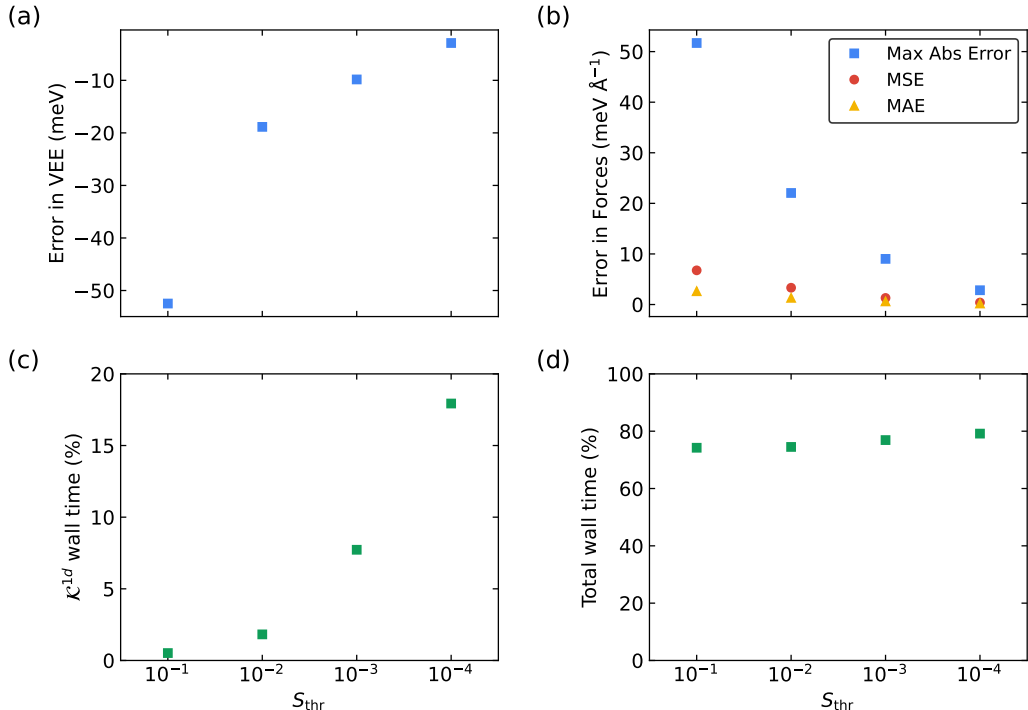 (a)
Error in VEE (meV)
−10
−20
−30
−40
−50
(b)
Error in Forces (meV Å⁻¹)
50
40
30
20
10
0
Max Abs Error
MSE
MAE
(c)
𝒦¹ᵈ wall time (%)
20
15
10
5
0
10⁻¹ 10⁻² 10⁻³ 10⁻⁴
Sₜₕᵣ
(d)
Total wall time (%)
100
80
60
40
20
0
10⁻¹ 10⁻² 10⁻³ 10⁻⁴
Sₜₕᵣ